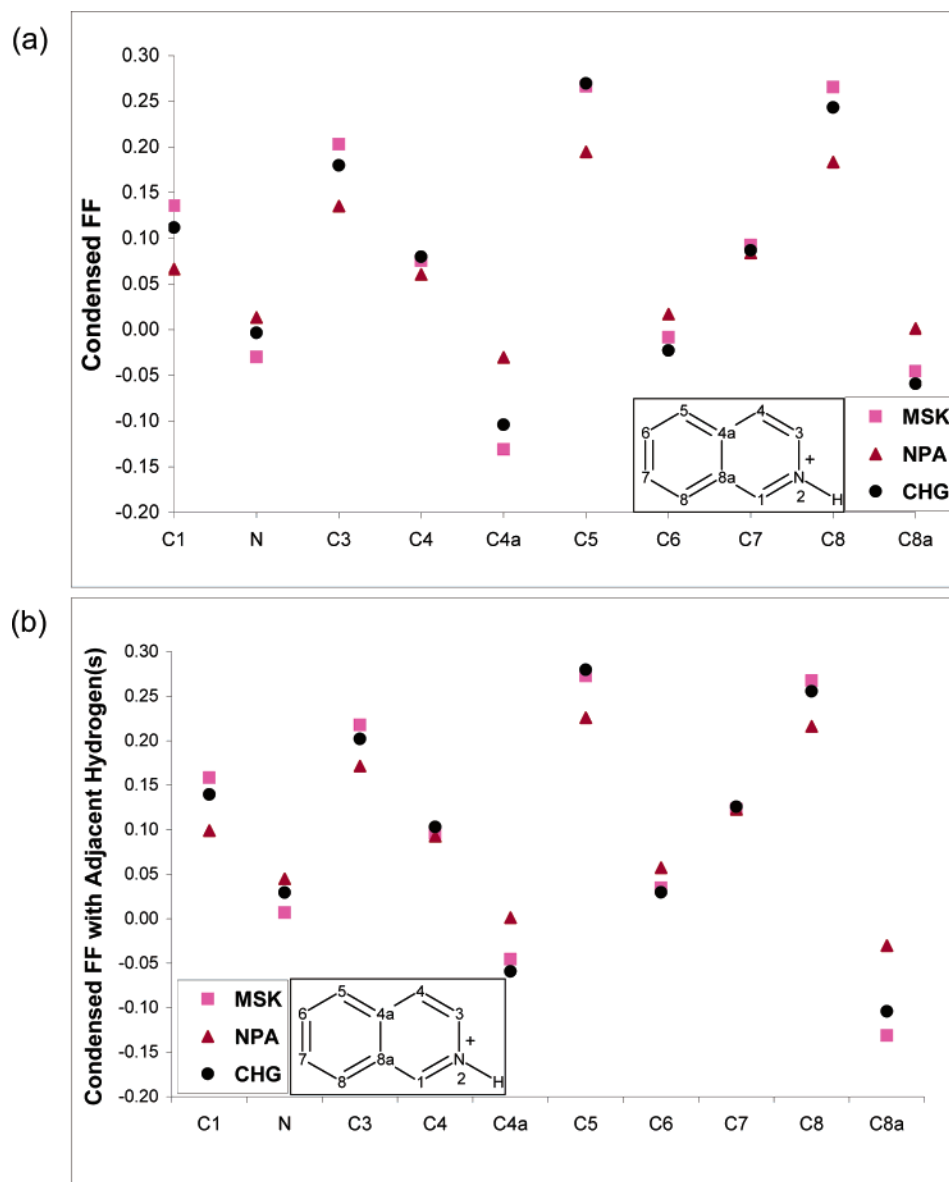 (a)
Condensed FF
0.30
0.25
0.20
0.15
0.10
0.05
0.00
-0.05
-0.10
-0.15
-0.20
C1 N C3 C4 C4a C5 C6 C7 C8 C8a
5 4
6 4a 3
+
7 8a N
2 H
8 1
MSK
NPA
CHG
(b)
Condensed FF with Adjacent Hydrogen(s)
0.30
0.25
0.20
0.15
0.10
0.05
0.00
-0.05
-0.10
-0.15
-0.20
MSK
NPA
CHG
5 4
6 4a 3
+
7 8a N
2 H
8 1
C1 N C3 C4 C4a C5 C6 C7 C8 C8a